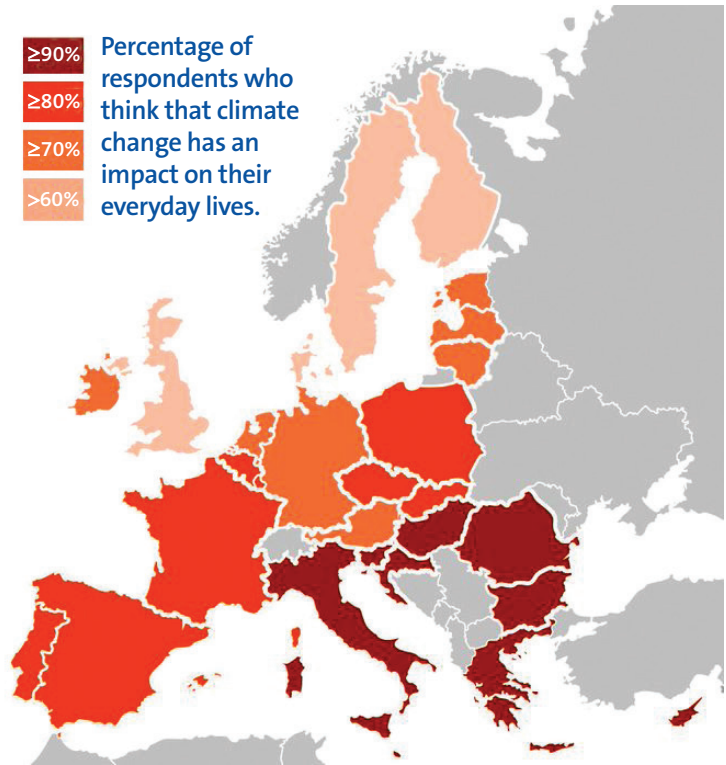 ≥90%
≥80%
≥70%
>60%
Percentage of
respondents who
think that climate
change has an
impact on their
everyday lives.